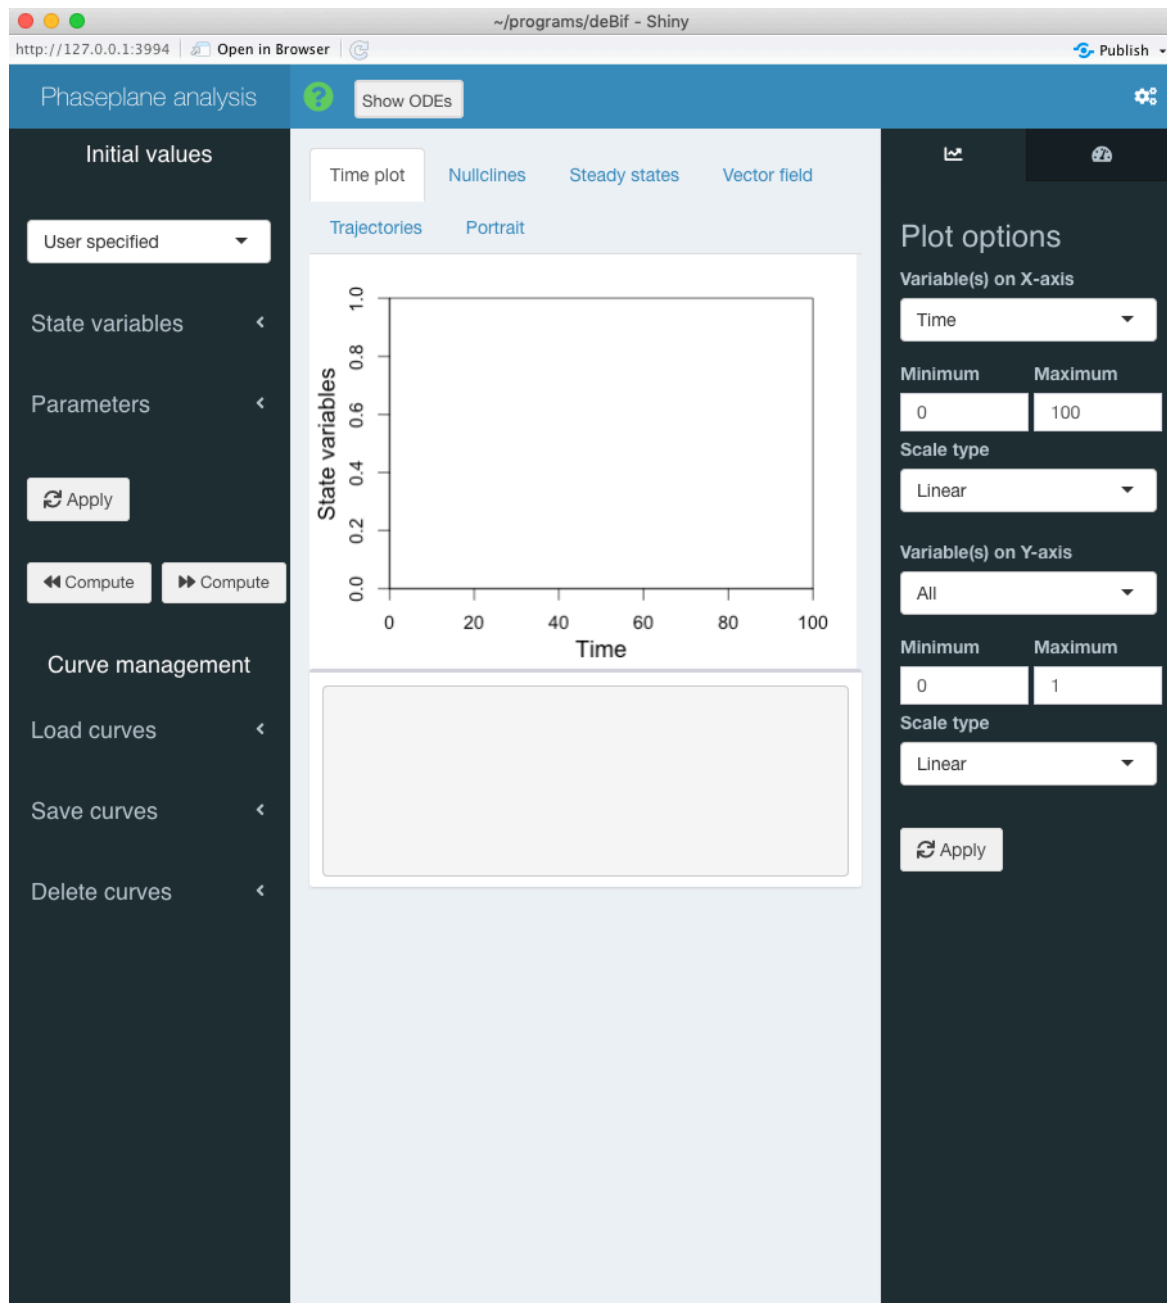 ~/programs/deBif - Shiny
http://127.0.0.1:3994
Open in Browser
Publish
Phaseplane analysis
?
Show ODEs
Initial values
User specified
State variables
Parameters
Apply
Compute
Compute
Curve management
Load curves
Save curves
Delete curves
Time plot
Nullclines
Steady states
Vector field
Trajectories
Portrait
State variables
1.0
0.8
0.6
0.4
0.2
0.0
0 20 40 60 80 100
Time
Plot options
Variable(s) on X-axis
Time
Minimum Maximum
0 100
Scale type
Linear
Variable(s) on Y-axis
All
Minimum Maximum
0 1
Scale type
Linear
Apply